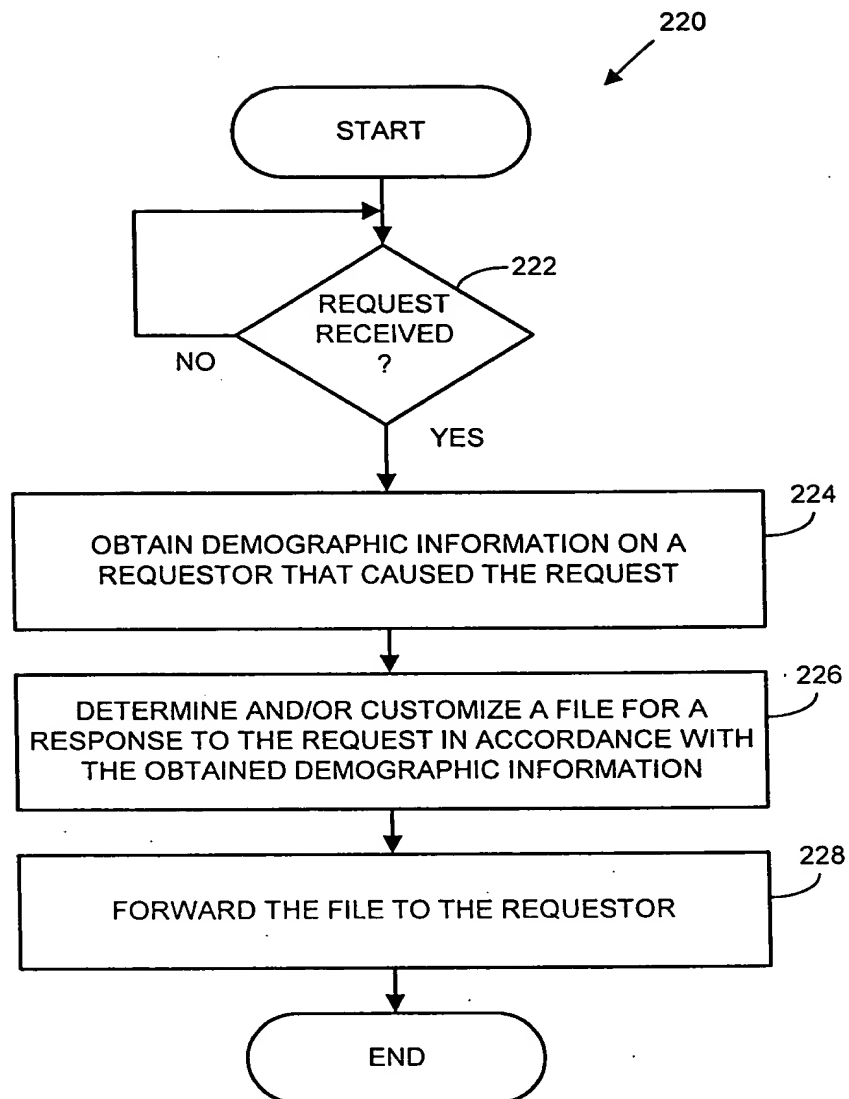 220
START
222
REQUEST
RECEIVED
?
NO
YES
224
OBTAIN DEMOGRAPHIC INFORMATION ON A
REQUESTOR THAT CAUSED THE REQUEST
226
DETERMINE AND/OR CUSTOMIZE A FILE FOR A
RESPONSE TO THE REQUEST IN ACCORDANCE WITH
THE OBTAINED DEMOGRAPHIC INFORMATION
228
FORWARD THE FILE TO THE REQUESTOR
END